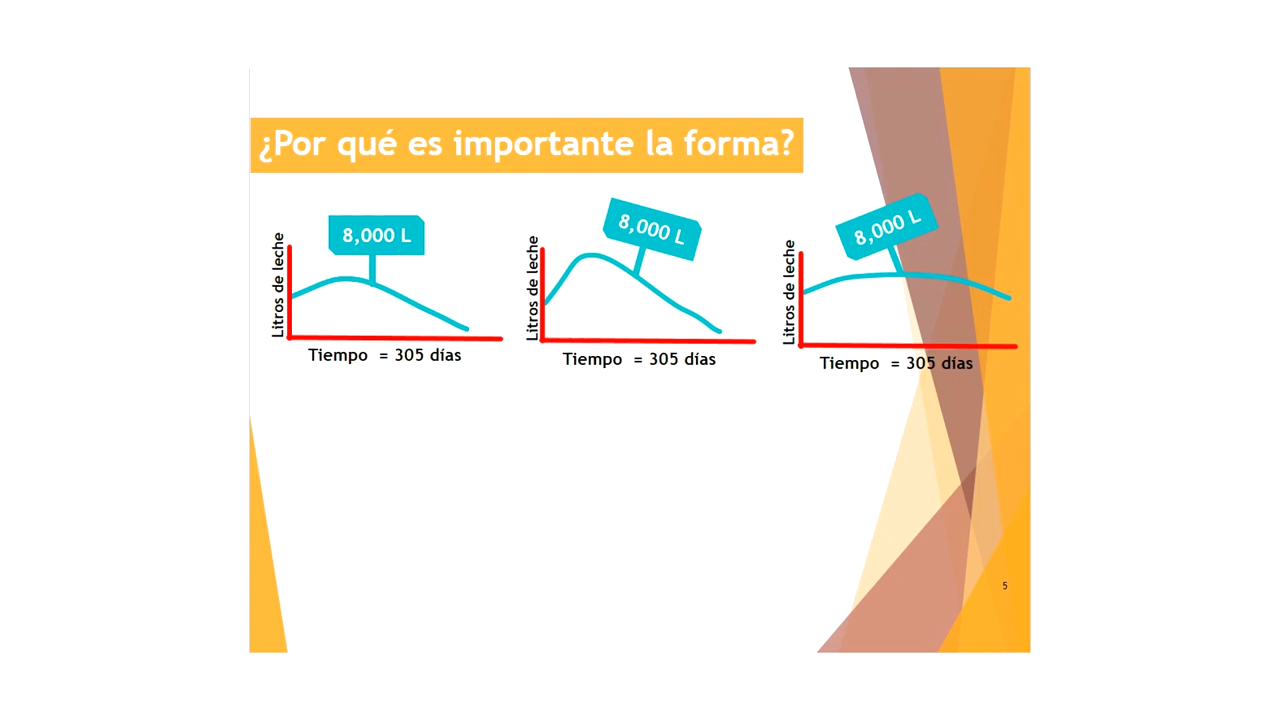 ¿Por qué es importante la forma?
8,000 L
Litros de leche
Tiempo = 305 días
8,000 L
Litros de leche
Tiempo = 305 días
8,000 L
Litros de leche
Tiempo = 305 días
5